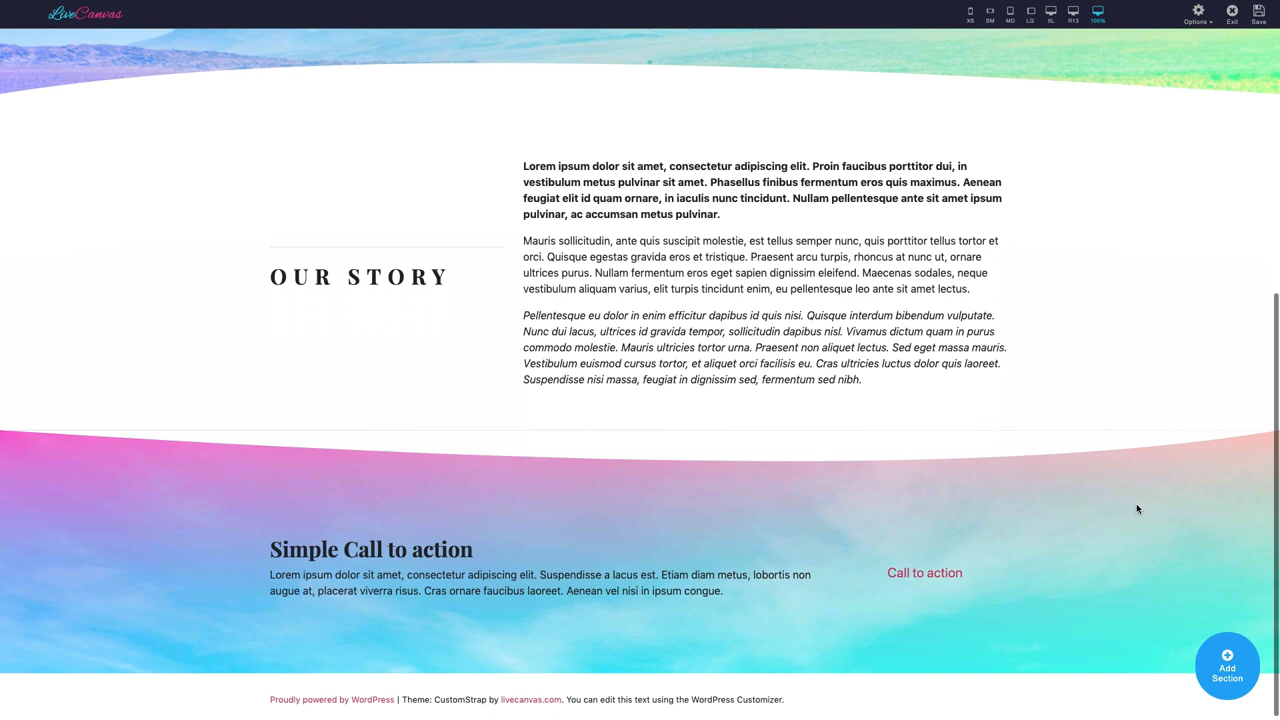 LiveCanvas
XS SM MD LG XL R13 100% Options Exit Save
Lorem ipsum dolor sit amet, consectetur adipiscing elit. Proin faucibus porttitor dui, in
vestibulum metus pulvinar sit amet. Phasellus finibus fermentum eros quis maximus. Aenean
feugiat elit id quam ornare, in iaculis nunc tincidunt. Nullam pellentesque ante sit amet ipsum
pulvinar, ac accumsan metus pulvinar.
OUR STORY
Mauris sollicitudin, ante quis suscipit molestie, est tellus semper nunc, quis porttitor tellus tortor et
orci. Quisque egestas gravida eros et tristique. Praesent arcu turpis, rhoncus at nunc ut, ornare
ultrices purus. Nullam fermentum eros eget sapien dignissim eleifend. Maecenas sodales, neque
vestibulum aliquam varius, elit turpis tincidunt enim, eu pellentesque leo ante sit amet lectus.
Pellentesque eu dolor in enim efficitur dapibus id quis nisi. Quisque interdum bibendum vulputate.
Nunc dui lacus, ultrices id gravida tempor, sollicitudin dapibus nisl. Vivamus dictum quam in purus
commodo molestie. Mauris ultricies tortor urna. Praesent non aliquet lectus. Sed eget massa mauris.
Vestibulum euismod cursus tortor, et aliquet orci facilisis eu. Cras ultricies luctus dolor quis laoreet.
Suspendisse nisi massa, feugiat in dignissim sed, fermentum sed nibh.
Simple Call to action
Lorem ipsum dolor sit amet, consectetur adipiscing elit. Suspendisse a lacus est. Etiam diam metus, lobortis non
augue at, placerat viverra risus. Cras ornare faucibus laoreet. Aenean vel nisi in ipsum congue.
Call to action
Add
Section
Proudly powered by WordPress | Theme: CustomStrap by livecanvas.com. You can edit this text using the WordPress Customizer.